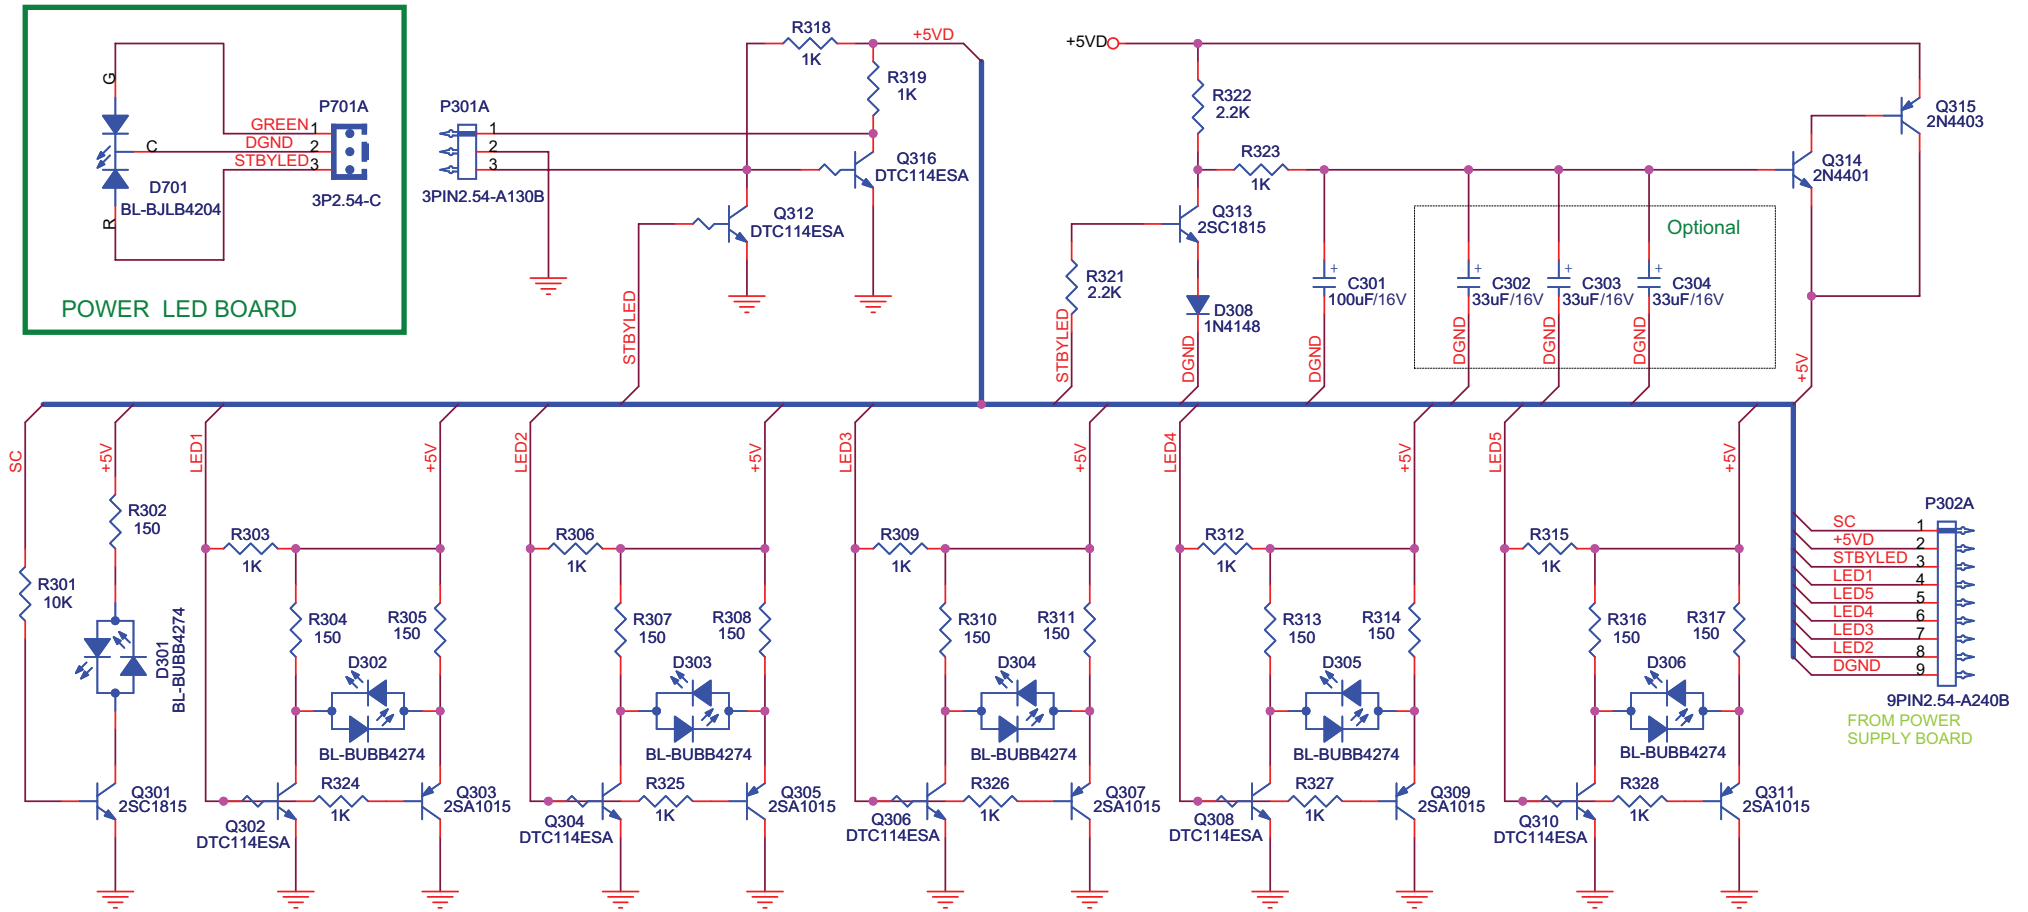 G
P701A
GREEN 1
DGND 2
STBYLED 3
C
D701
BL-BJLB4204
R
3P2.54-C
POWER LED BOARD
P301A
1
2
3
3PIN2.54-A130B
R318
1K
+5VD
R319
1K
Q316
DTC114ESA
Q312
DTC114ESA
STBYLED
+5VD
R322
2.2K
R323
1K
Q313
2SC1815
R321
2.2K
STBYLED
D308
1N4148
DGND
C301
100uF/16V
DGND
Optional
C302
33uF/16V
DGND
C303
33uF/16V
DGND
C304
33uF/16V
DGND
Q314
2N4401
Q315
2N4403
+5V
SC
+5V
LED1
+5V
LED2
+5V
LED3
+5V
LED4
+5V
LED5
+5V
R301
10K
R302
150
D301
BL-BUBB4274
Q301
2SC1815
R303
1K
R304
150
R305
150
D302
BL-BUBB4274
R324
1K
Q302
DTC114ESA
Q303
2SA1015
R306
1K
R307
150
R308
150
D303
BL-BUBB4274
R325
1K
Q304
DTC114ESA
Q305
2SA1015
R309
1K
R310
150
R311
150
D304
BL-BUBB4274
R326
1K
Q306
DTC114ESA
Q307
2SA1015
R312
1K
R313
150
R314
150
D305
BL-BUBB4274
R327
1K
Q308
DTC114ESA
Q309
2SA1015
R315
1K
R316
150
R317
150
D306
BL-BUBB4274
R328
1K
Q310
DTC114ESA
Q311
2SA1015
P302A
SC 1
+5VD 2
STBYLED 3
LED1 4
LED5 5
LED4 6
LED3 7
LED2 8
DGND 9
9PIN2.54-A240B
FROM POWER
SUPPLY BOARD